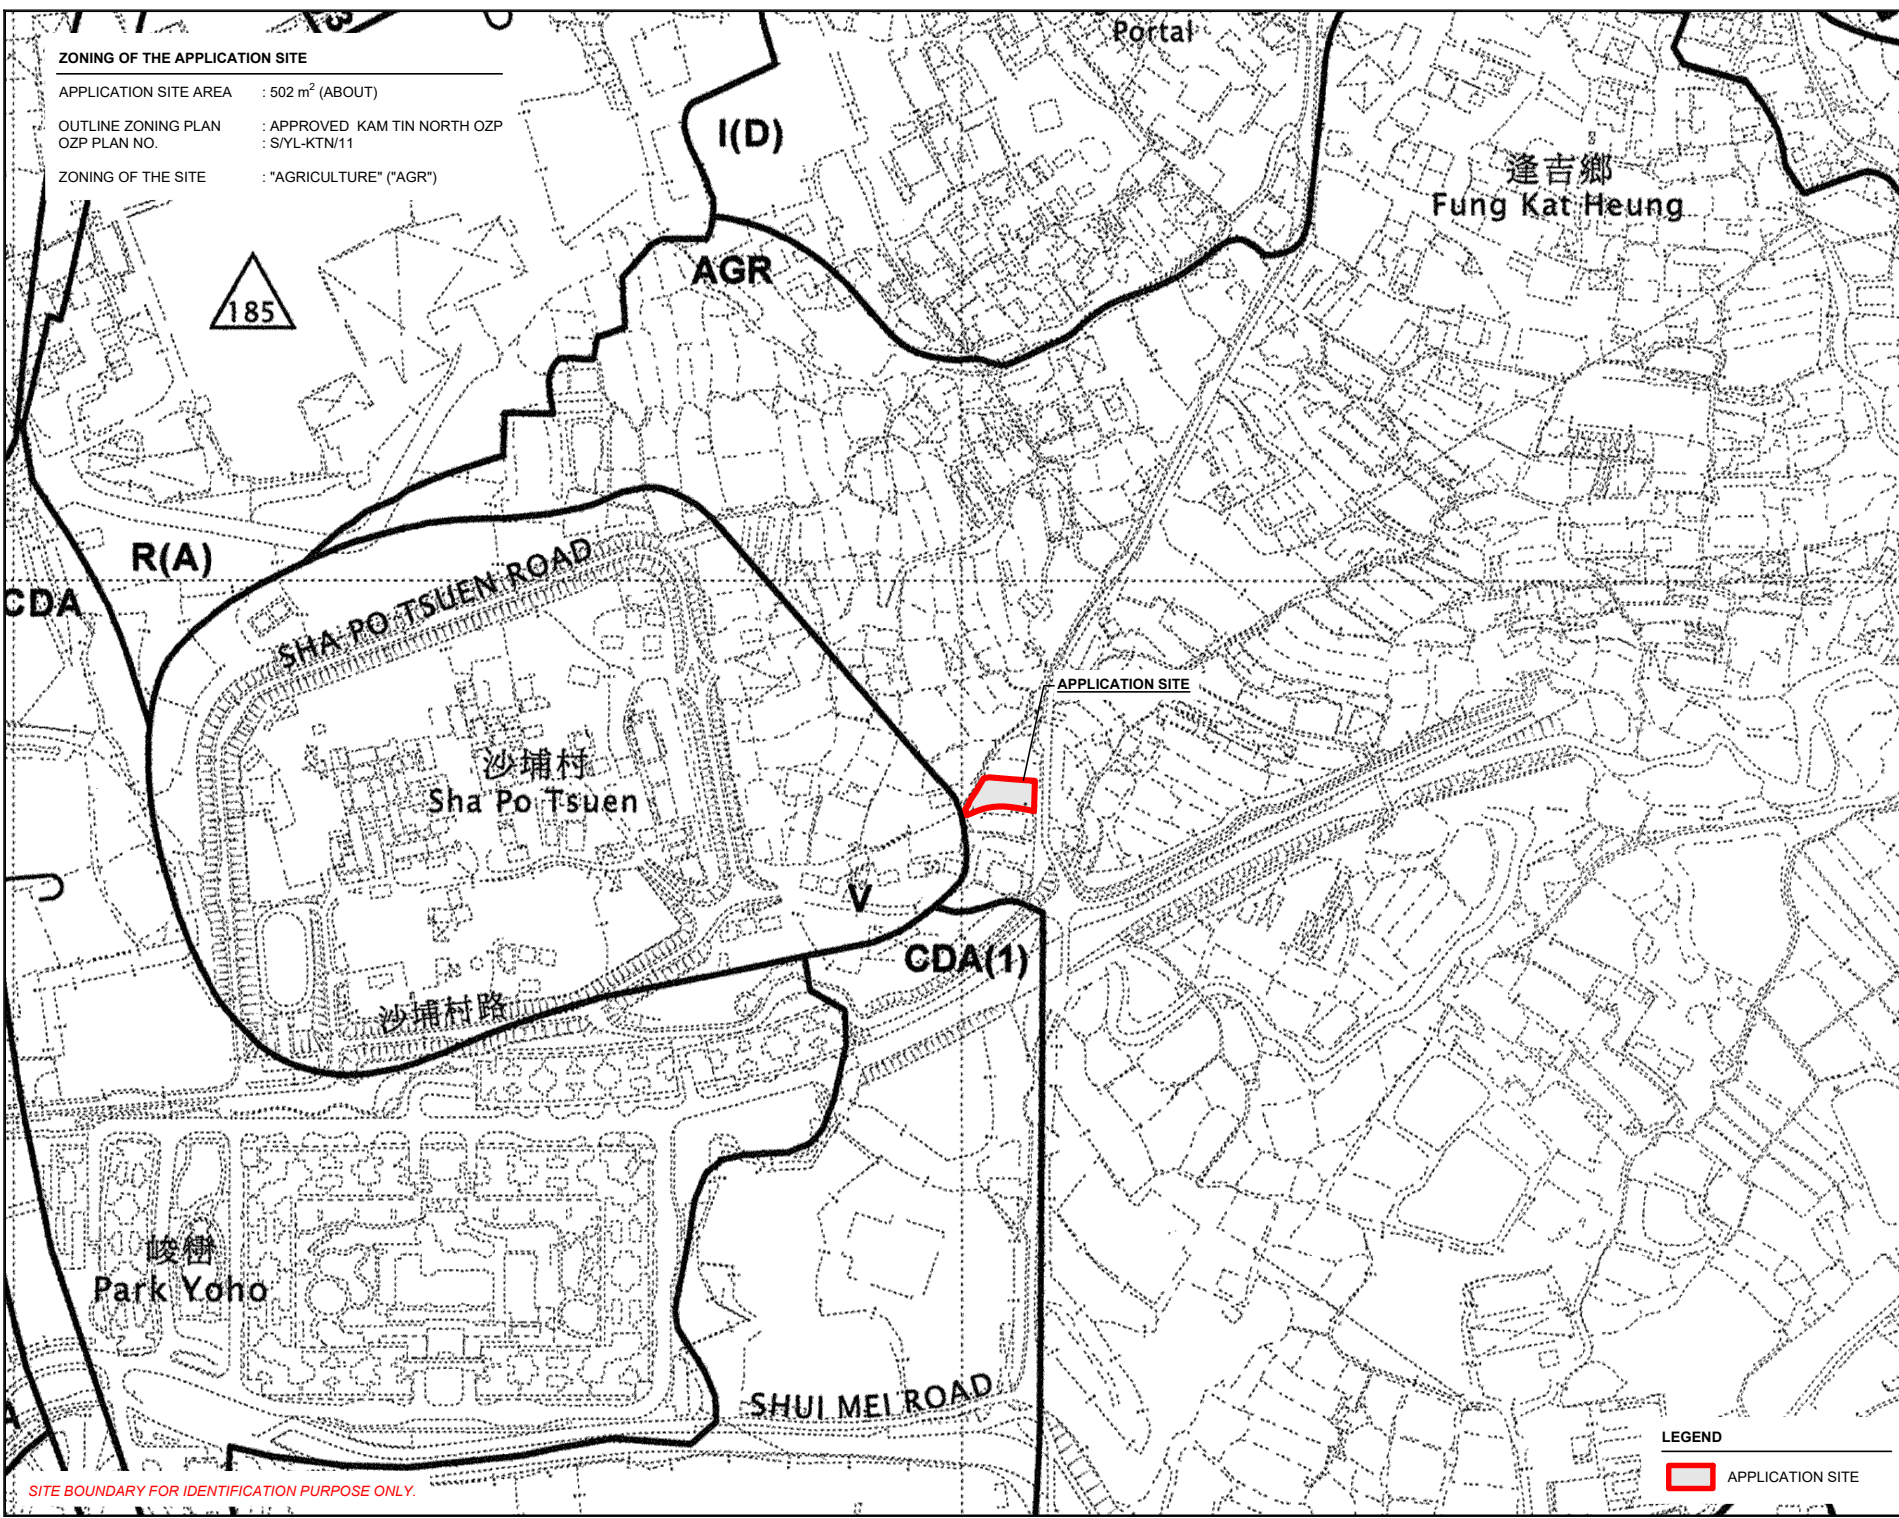 ZONING OF THE APPLICATION SITE
APPLICATION SITE AREA : 502 m² (ABOUT)
OUTLINE ZONING PLAN : APPROVED KAM TIN NORTH OZP
OZP PLAN NO. : S/YL-KTN/11
ZONING OF THE SITE : "AGRICULTURE" ("AGR")
Portal
I(D)
逢吉鄉
Fung Kat Heung
AGR
185
R(A)
CDA
SHA PO TSUEN ROAD
APPLICATION SITE
沙埔村
Sha Po Tsuen
V
CDA(1)
沙埔村路
峻巒
Park Yoho
SHUI MEI ROAD
LEGEND
APPLICATION SITE
SITE BOUNDARY FOR IDENTIFICATION PURPOSE ONLY.